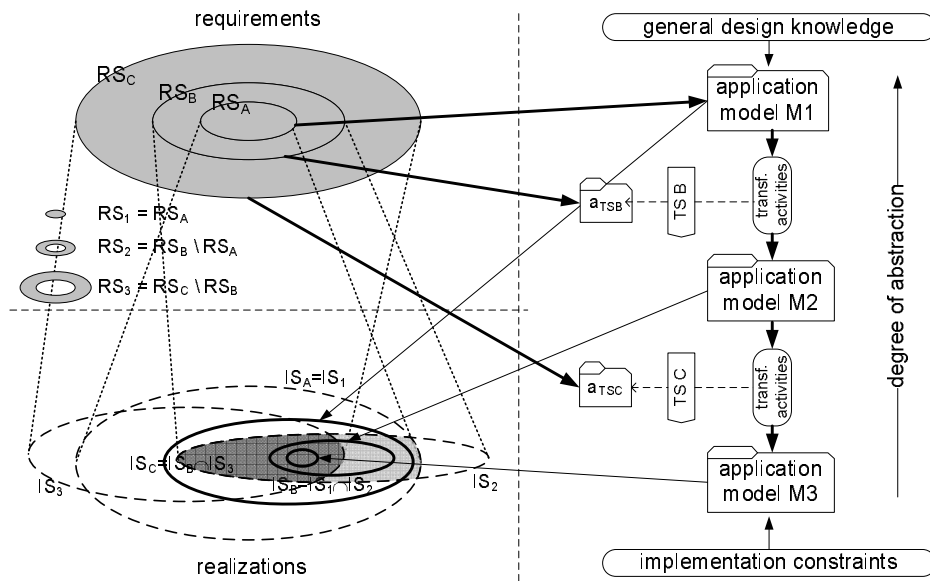 requirements
RS_C
RS_B
RS_A
RS_1 = RS_A
RS_2 = RS_B \ RS_A
RS_3 = RS_C \ RS_B
IS_A=IS_1
IS_C=IS_B∩IS_3
IS_B=IS_1∩IS_2
IS_3
IS_2
realizations
general design knowledge
application
model M1
transf.
activities
TSB
a_TSB
application
model M2
transf.
activities
TSC
a_TSC
application
model M3
implementation constraints
degree of abstraction